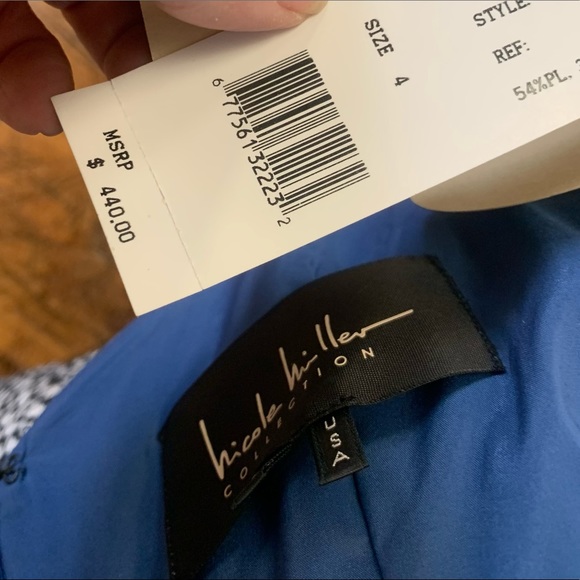 STYLE:
REF:
54%PL.
SIZE 4
6 77561 32223 2
MSRP
$ 440.00
nicole miller
COLLECTION
USA